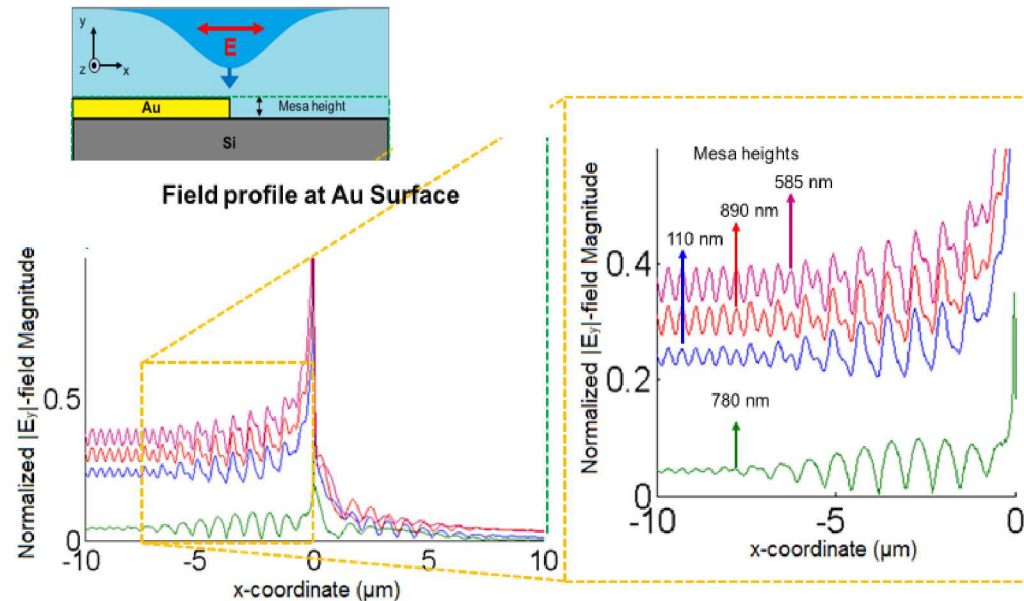 y
E
z
x
Au
Mesa height
Si
Field profile at Au Surface
Normalized |Ey|-field Magnitude
0.5
0
-10
-5
0
5
10
x-coordinate (μm)
Mesa heights
585 nm
890 nm
110 nm
780 nm
Normalized |Ey|-field Magnitude
0.4
0.2
0
-10
-5
0
x-coordinate (μm)